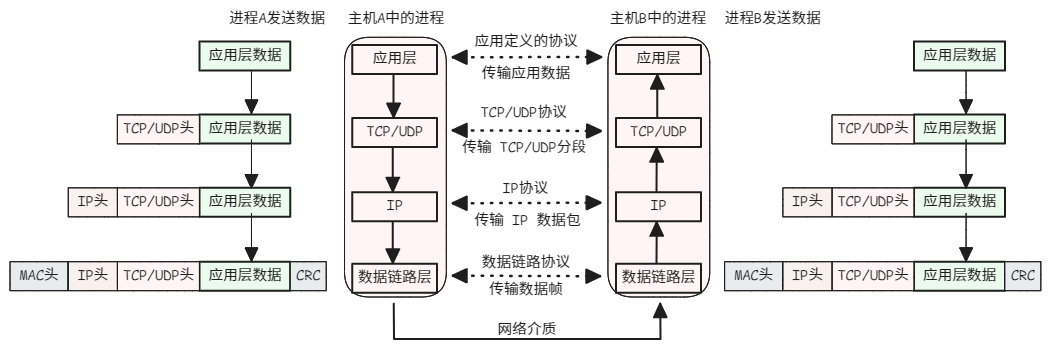 进程A发送数据 主机A中的进程 主机B中的进程 进程B发送数据
应用定义的协议
应用层数据 应用层 应用层 应用层数据
传输应用数据
TCP/UDP协议
TCP/UDP头 应用层数据 TCP/UDP TCP/UDP TCP/UDP头 应用层数据
传输 TCP/UDP分段
IP协议
IP头 TCP/UDP头 应用层数据 IP IP IP头 TCP/UDP头 应用层数据
传输 IP 数据包
数据链路协议
MAC头 IP头 TCP/UDP头 应用层数据 CRC 数据链路层 数据链路层 MAC头 IP头 TCP/UDP头 应用层数据 CRC
传输数据帧
网络介质